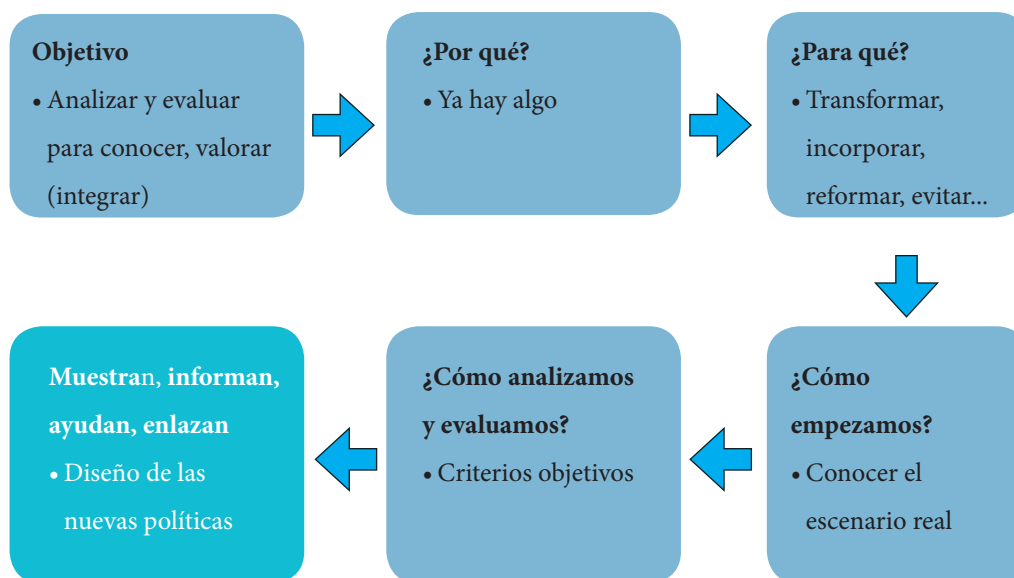 Objetivo
• Analizar y evaluar
para conocer, valorar
(integrar)
¿Por qué?
• Ya hay algo
¿Para qué?
• Transformar,
incorporar,
reformar, evitar...
¿Cómo
empezamos?
• Conocer el
escenario real
¿Cómo analizamos
y evaluamos?
• Criterios objetivos
Muestran, informan,
ayudan, enlazan
• Diseño de las
nuevas políticas